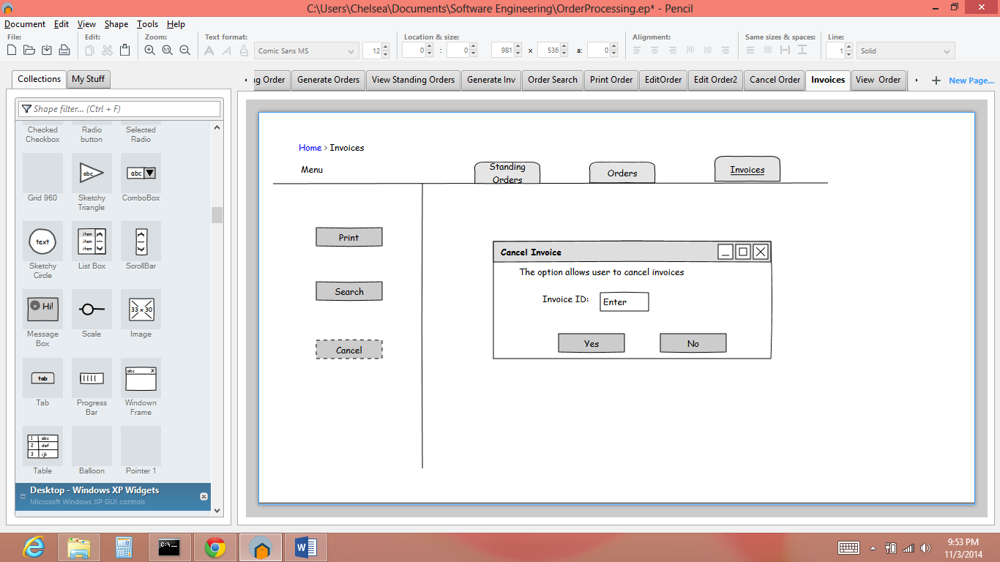 C:\Users\Chelsea\Documents\Software Engineering\OrderProcessing.ep* - Pencil
Document Edit View Shape Tools Help
File: Edit: Zoom: Text format: Location & size: Alignment: Same sizes & spaces: Line:
1:1 Comic Sans MS 12 0 : 0 981 x 536 a: 0 1 Solid
Collections My Stuff
ng Order Generate Orders View Standing Orders Generate Inv Order Search Print Order EditOrder Edit Order2 Cancel Order Invoices View Order New Page...
Shape filter... (Ctrl + F)
Checked Checkbox
Radio button
Selected Radio
Grid 960
abc
Sketchy Triangle
abc
ComboBox
text
Sketchy Circle
item
item
item
List Box
ScrollBar
Hi!
Message Box
Scale
33 x 30
Image
tab
Tab
Progress Bar
abc X
Windown Frame
1 abc
2 def
3 ijk
Table
Balloon
Pointer 1
Desktop - Windows XP Widgets
Microsoft Windows XP GUI controls
Home > Invoices
Menu
Standing Orders
Orders
Invoices
Print
Search
Cancel
Cancel Invoice
The option allows user to cancel invoices
Invoice ID: Enter
Yes No
C:\_
9:53 PM
11/3/2014